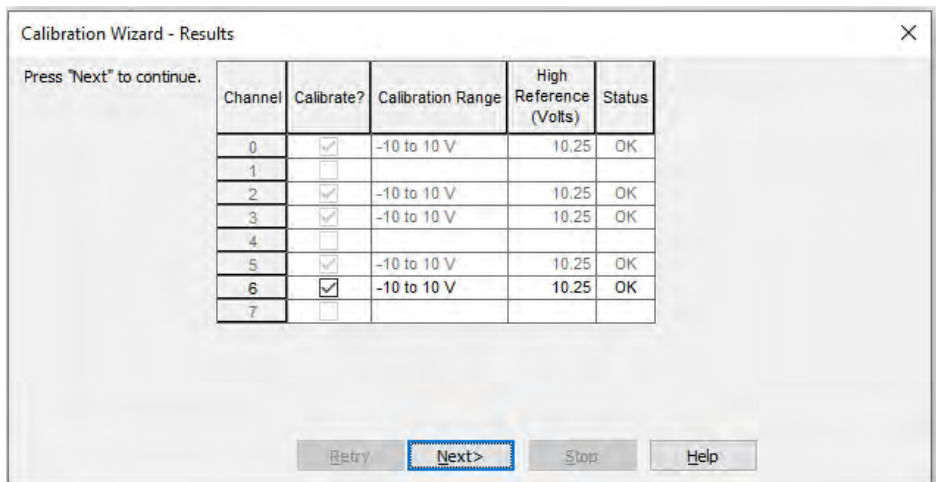 Calibration Wizard - Results
Press "Next" to continue.
Channel Calibrate? Calibration Range High Reference (Volts) Status
0 -10 to 10 V 10.25 OK
1
2 -10 to 10 V 10.25 OK
3 -10 to 10 V 10.25 OK
4
5 -10 to 10 V 10.25 OK
6 -10 to 10 V 10.25 OK
7
Retry Next> Stop Help